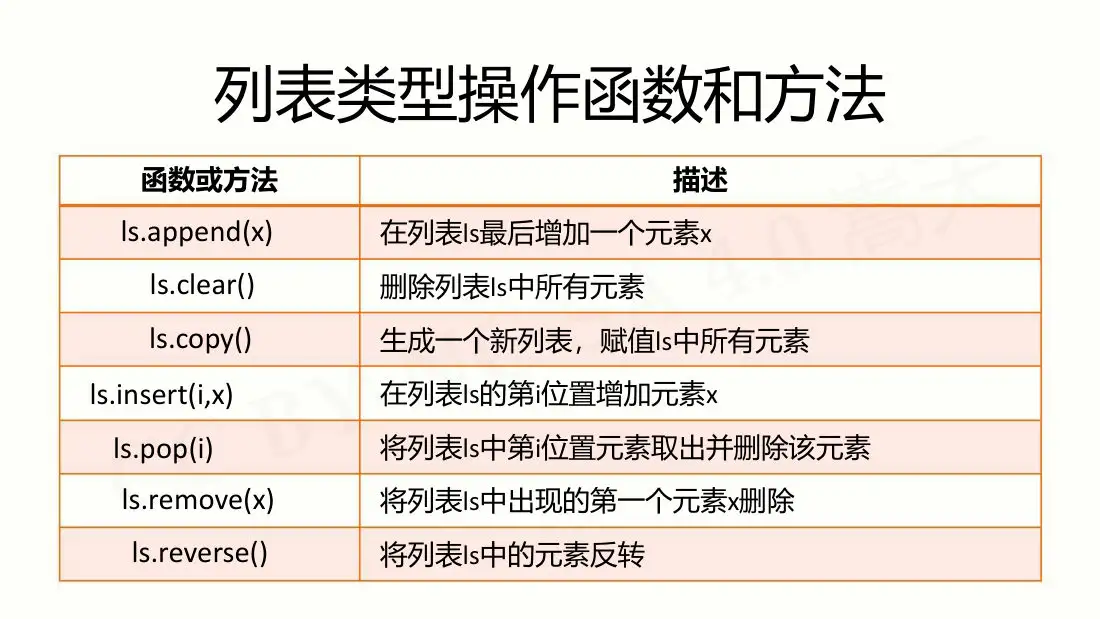 列表类型操作函数和方法
函数或方法 描述
ls.append(x) 在列表ls最后增加一个元素x
ls.clear() 删除列表ls中所有元素
ls.copy() 生成一个新列表，赋值ls中所有元素
ls.insert(i,x) 在列表ls的第i位置增加元素x
ls.pop(i) 将列表ls中第i位置元素取出并删除该元素
ls.remove(x) 将列表ls中出现的第一个元素x删除
ls.reverse() 将列表ls中的元素反转
4.0 嵩天